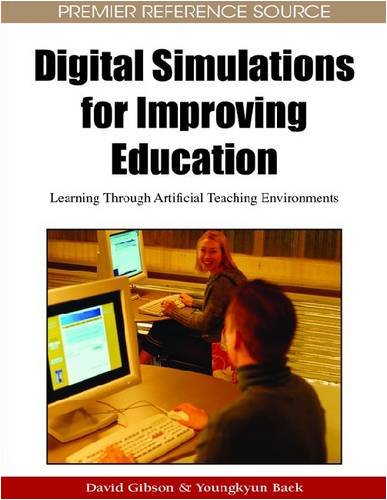 PREMIER REFERENCE SOURCE
Digital Simulations
for Improving
Education
Learning Through Artificial Teaching Environments
David Gibson & Youngkyun Baek